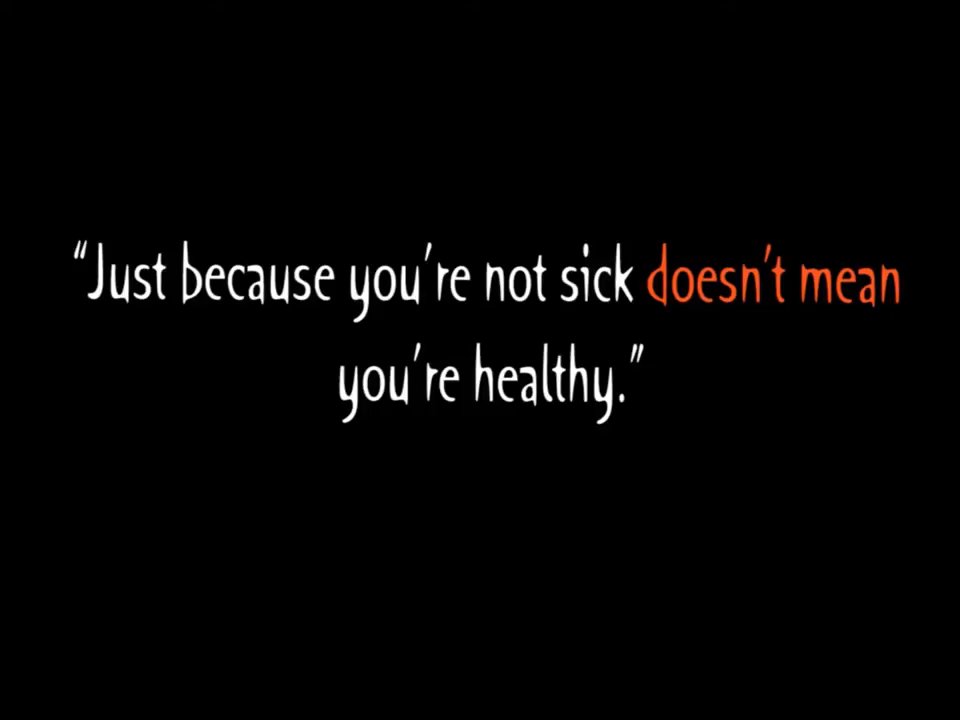 “Just because you’re not sick doesn’t mean
you’re healthy.”